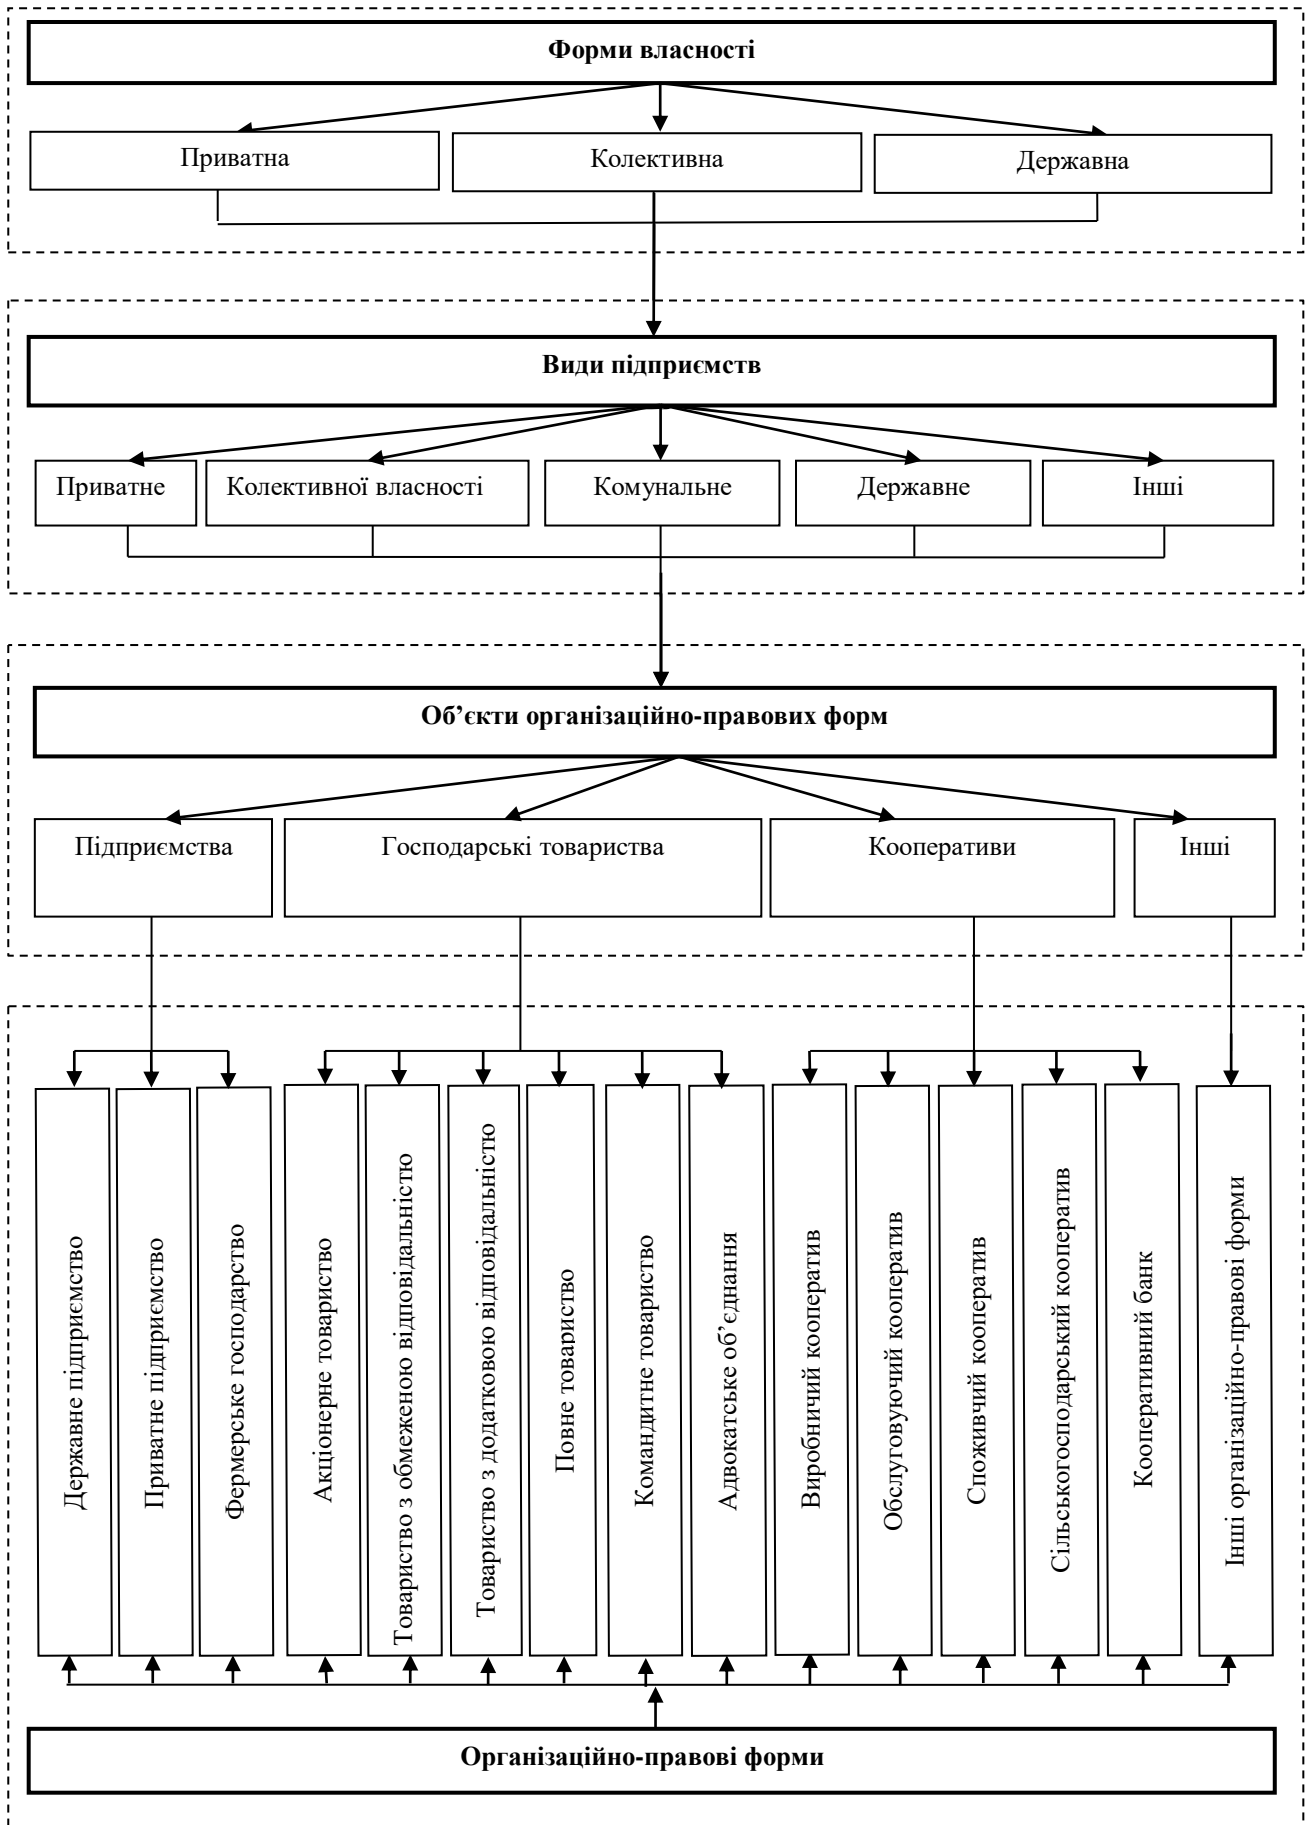 Форми власності
Приватна
Колективна
Державна
Види підприємств
Приватне
Колективної власності
Комунальне
Державне
Інші
Об’єкти організаційно-правових форм
Підприємства
Господарські товариства
Кооперативи
Інші
Державне підприємство
Приватне підприємство
Фермерське господарство
Акціонерне товариство
Товариство з обмеженою відповідальністю
Товариство з додатковою відповідальністю
Повне товариство
Командитне товариство
Адвокатське об’єднання
Виробничий кооператив
Обслуговуючий кооператив
Споживчий кооператив
Сільськогосподарський кооператив
Кооперативний банк
Інші організаційно-правові форми
Організаційно-правові форми